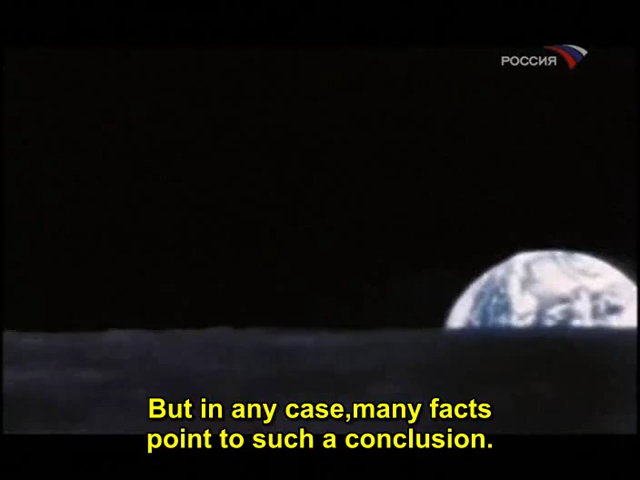 РОССИЯ
But in any case,many facts
point to such a conclusion.